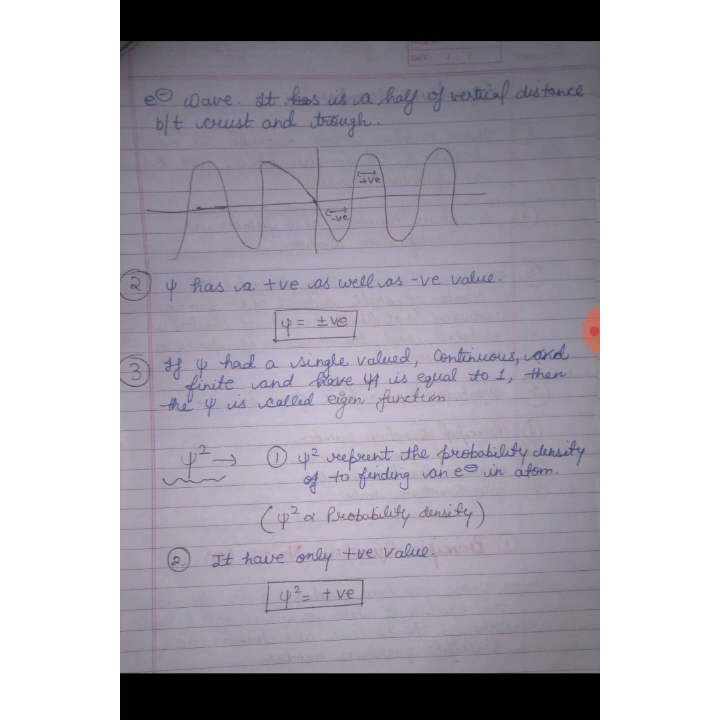 DATE / /
e⊖ wave. It has is a half of vertical distance
b/t crust and trough.
+ve
-ve
② ψ has a +ve as well as -ve value.
ψ = ±ve
③ If ψ had a single valued, continuous, and
finite and have is equal to 1, then
the ψ is called eigen function
ψ² → ① ψ² reprent the probability density
of to finding an e⊖ in atom.
(ψ² α Probability density)
② It have only +ve value
ψ² = +ve